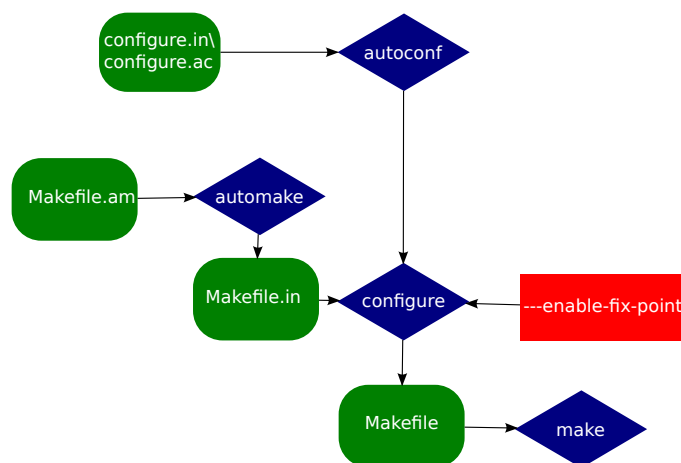 configure.in\
configure.ac
autoconf
Makefile.am
automake
Makefile.in
configure
---enable-fix-point
Makefile
make